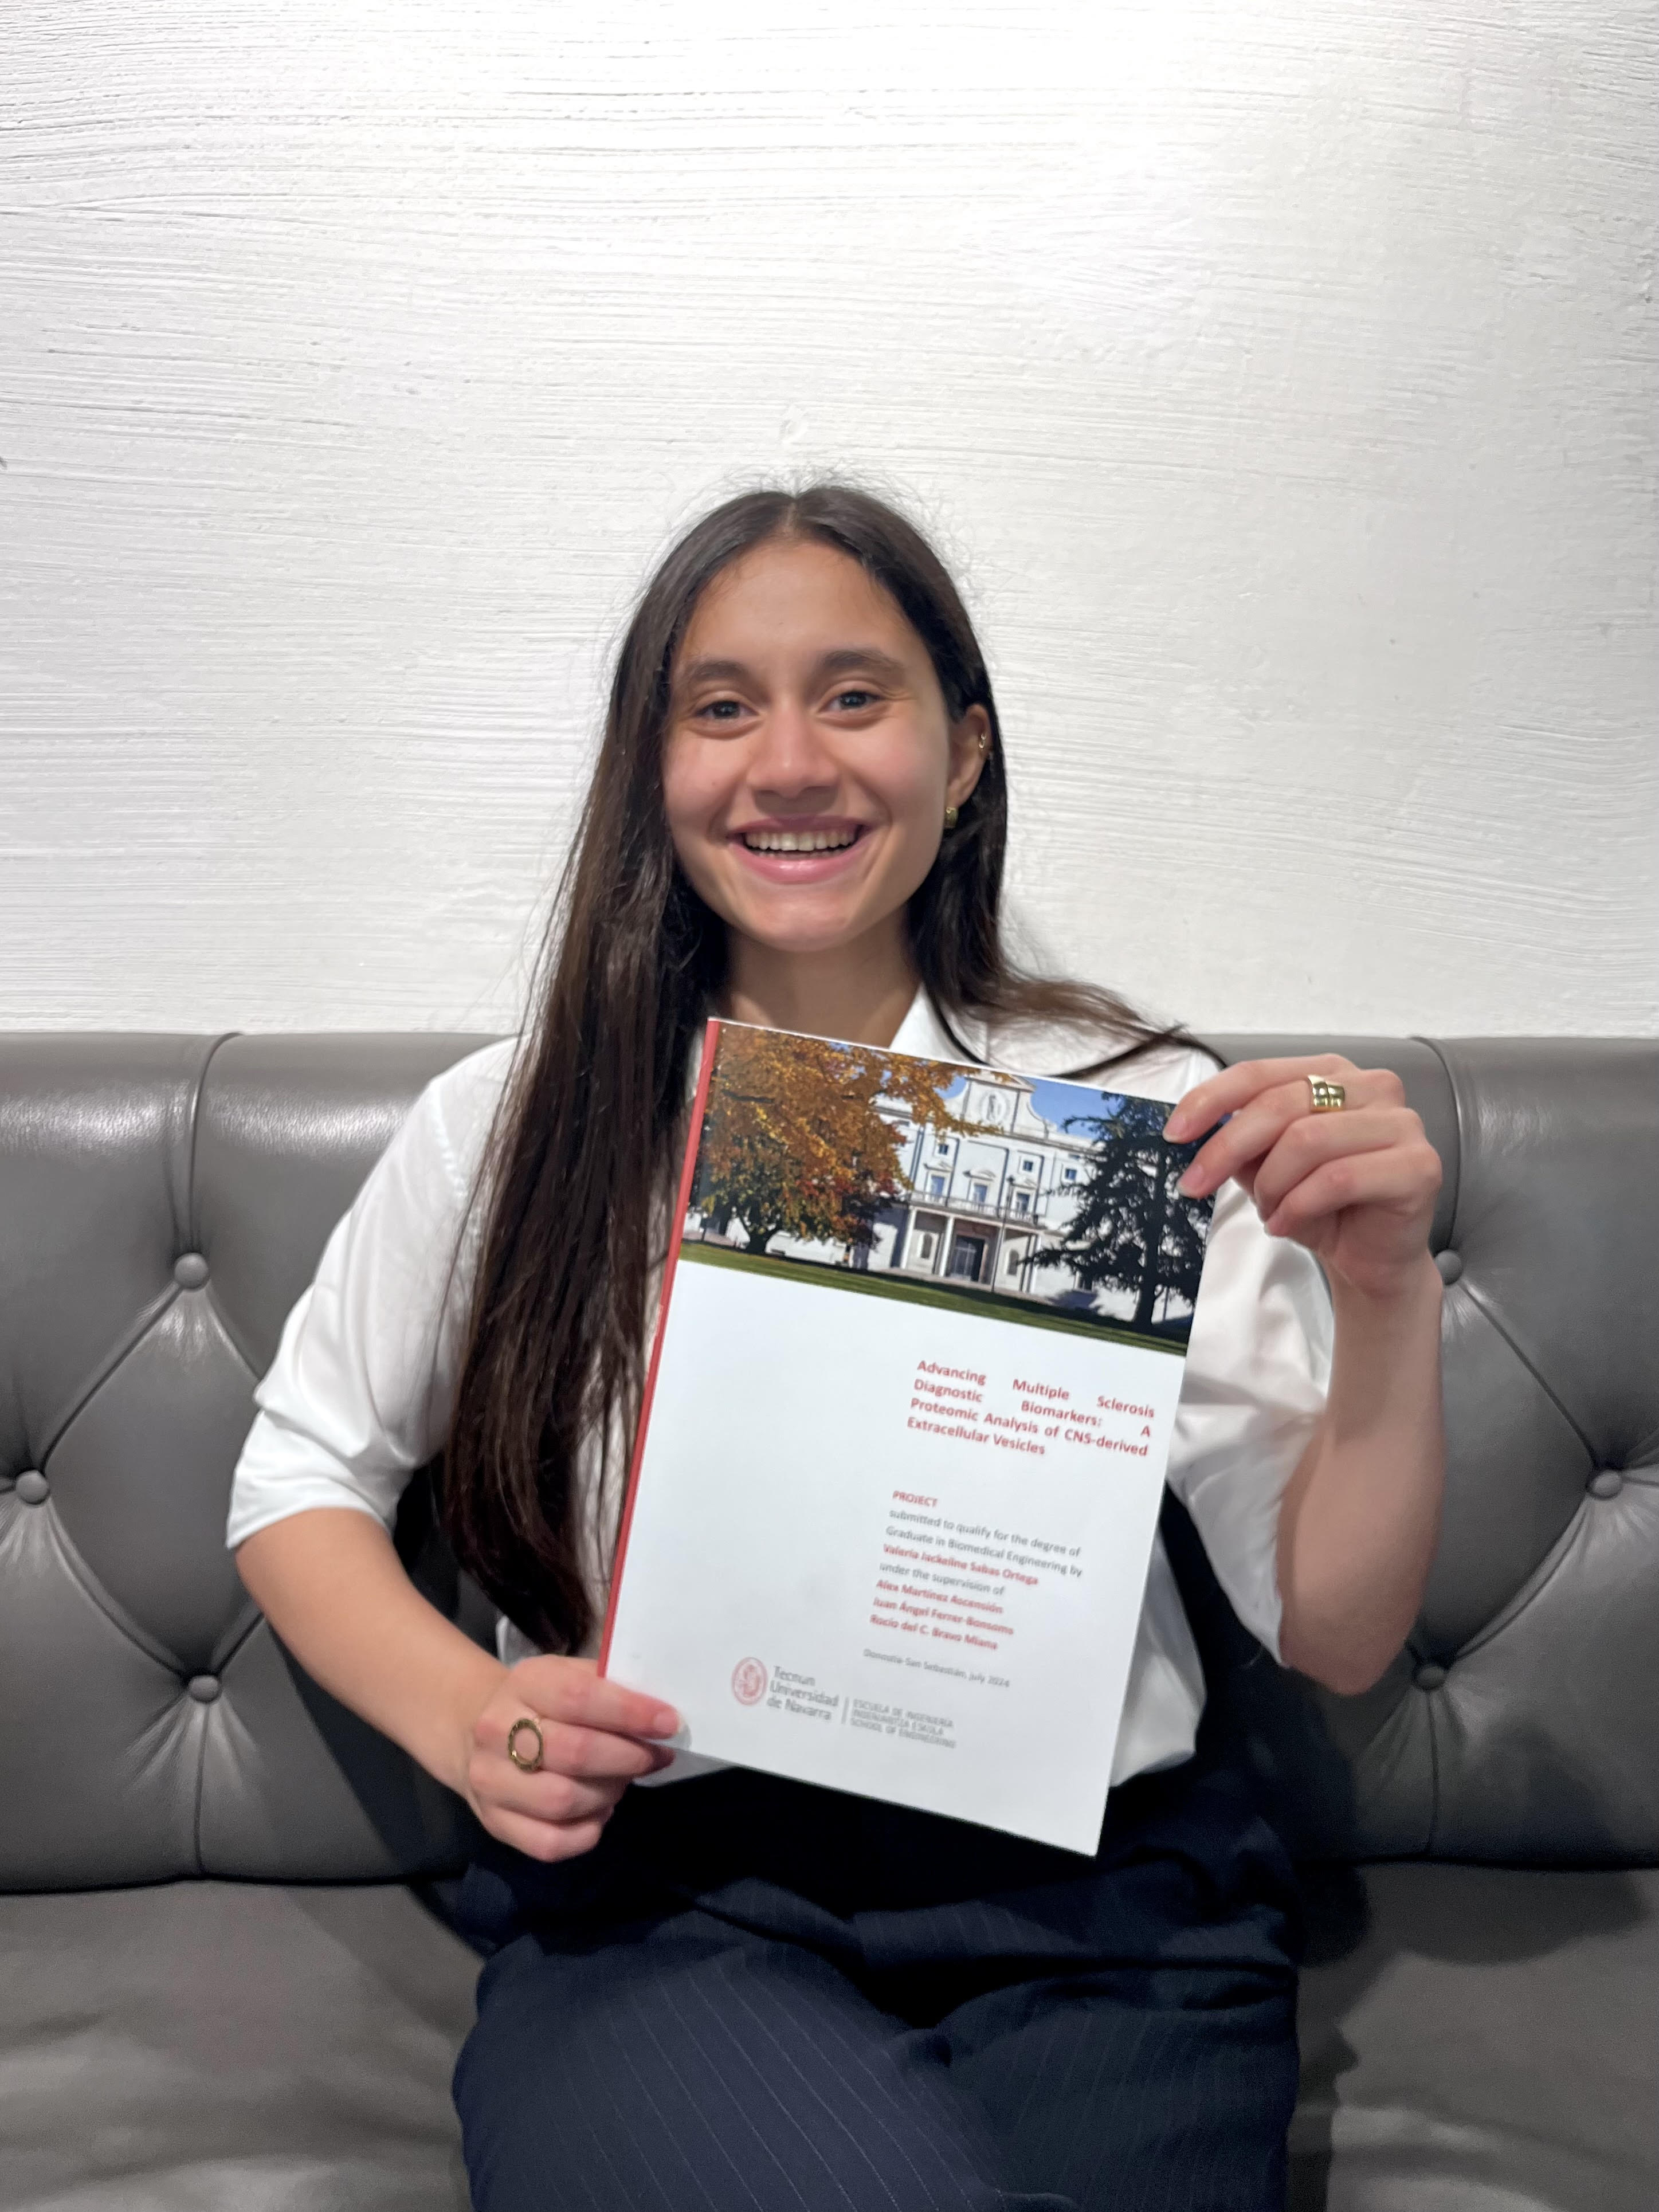 Advancing Multiple Sclerosis
Diagnostic Biomarkers: A
Proteomic Analysis of CNS-derived
Extracellular Vesicles
PROJECT
submitted to qualify for the degree of
Graduate in Biomedical Engineering by
Valeria Jackeline Sabas Ortega
under the supervision of
Alex Martínez Ascensión
Juan Ángel Ferrer-Bonsoms
Rocío del C. Bravo Miana
Donostia-San Sebastián, July 2024
Tecnun
Universidad
de Navarra
ESCUELA DE INGENIERÍA
INGENIARITZA ESKOLA
SCHOOL OF ENGINEERING